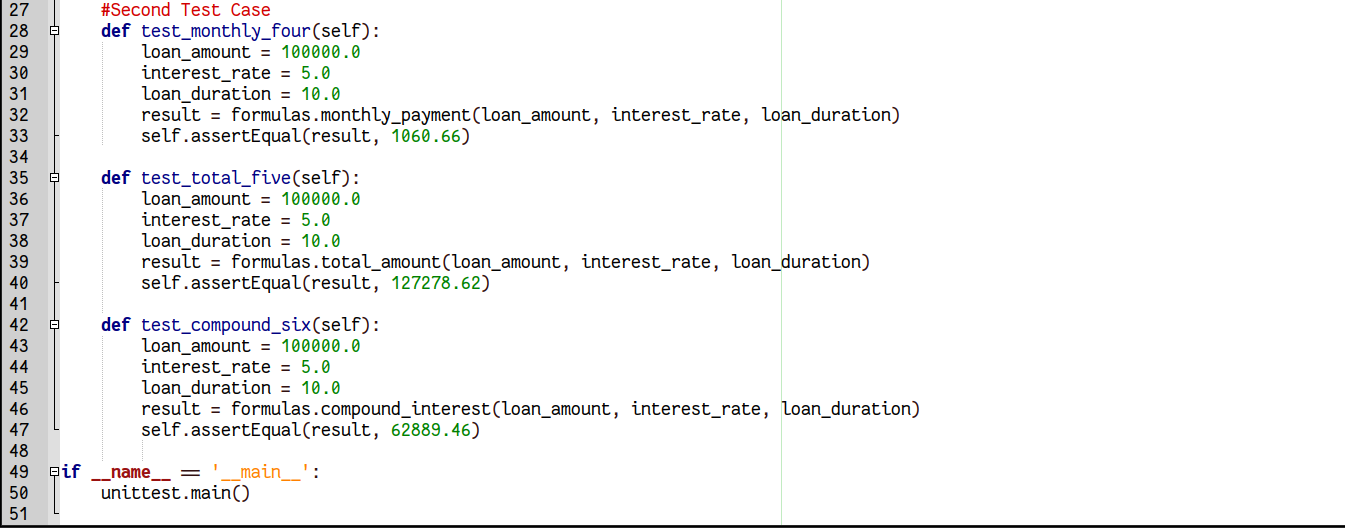 27 #Second Test Case
28 def test_monthly_four(self):
29 loan_amount = 100000.0
30 interest_rate = 5.0
31 loan_duration = 10.0
32 result = formulas.monthly_payment(loan_amount, interest_rate, loan_duration)
33 self.assertEqual(result, 1060.66)
34
35 def test_total_five(self):
36 loan_amount = 100000.0
37 interest_rate = 5.0
38 loan_duration = 10.0
39 result = formulas.total_amount(loan_amount, interest_rate, loan_duration)
40 self.assertEqual(result, 127278.62)
41
42 def test_compound_six(self):
43 loan_amount = 100000.0
44 interest_rate = 5.0
45 loan_duration = 10.0
46 result = formulas.compound_interest(loan_amount, interest_rate, loan_duration)
47 self.assertEqual(result, 62889.46)
48
49 if __name__ == '__main__':
50 unittest.main()
51